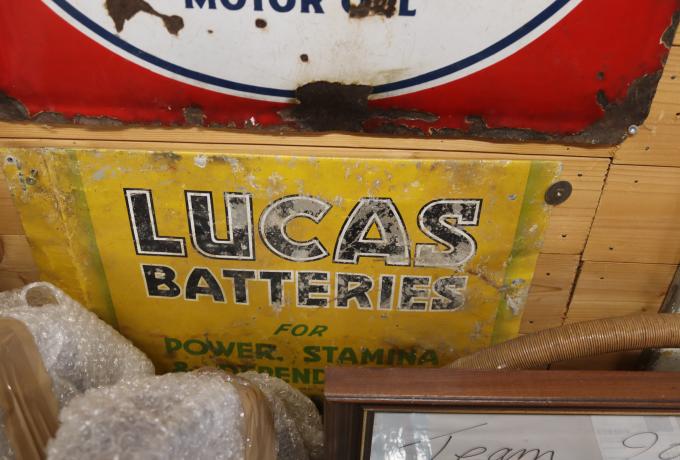 MOTOR OIL
LUCAS
BATTERIES
FOR
POWER. STAMINA
Team